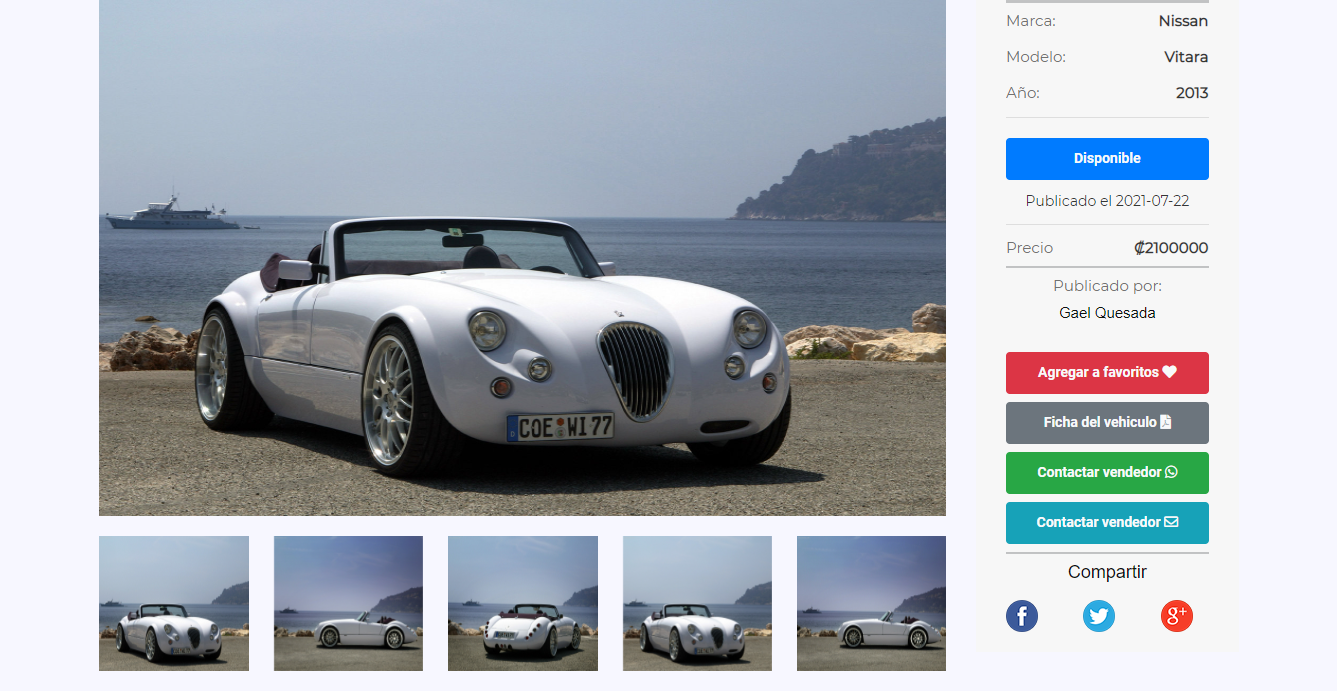 Marca: Nissan
Modelo: Vitara
Año: 2013
Disponible
Publicado el 2021-07-22
Precio ₡2100000
Publicado por:
Gael Quesada
Agregar a favoritos
Ficha del vehiculo
Contactar vendedor
Contactar vendedor
Compartir
COE WI 77